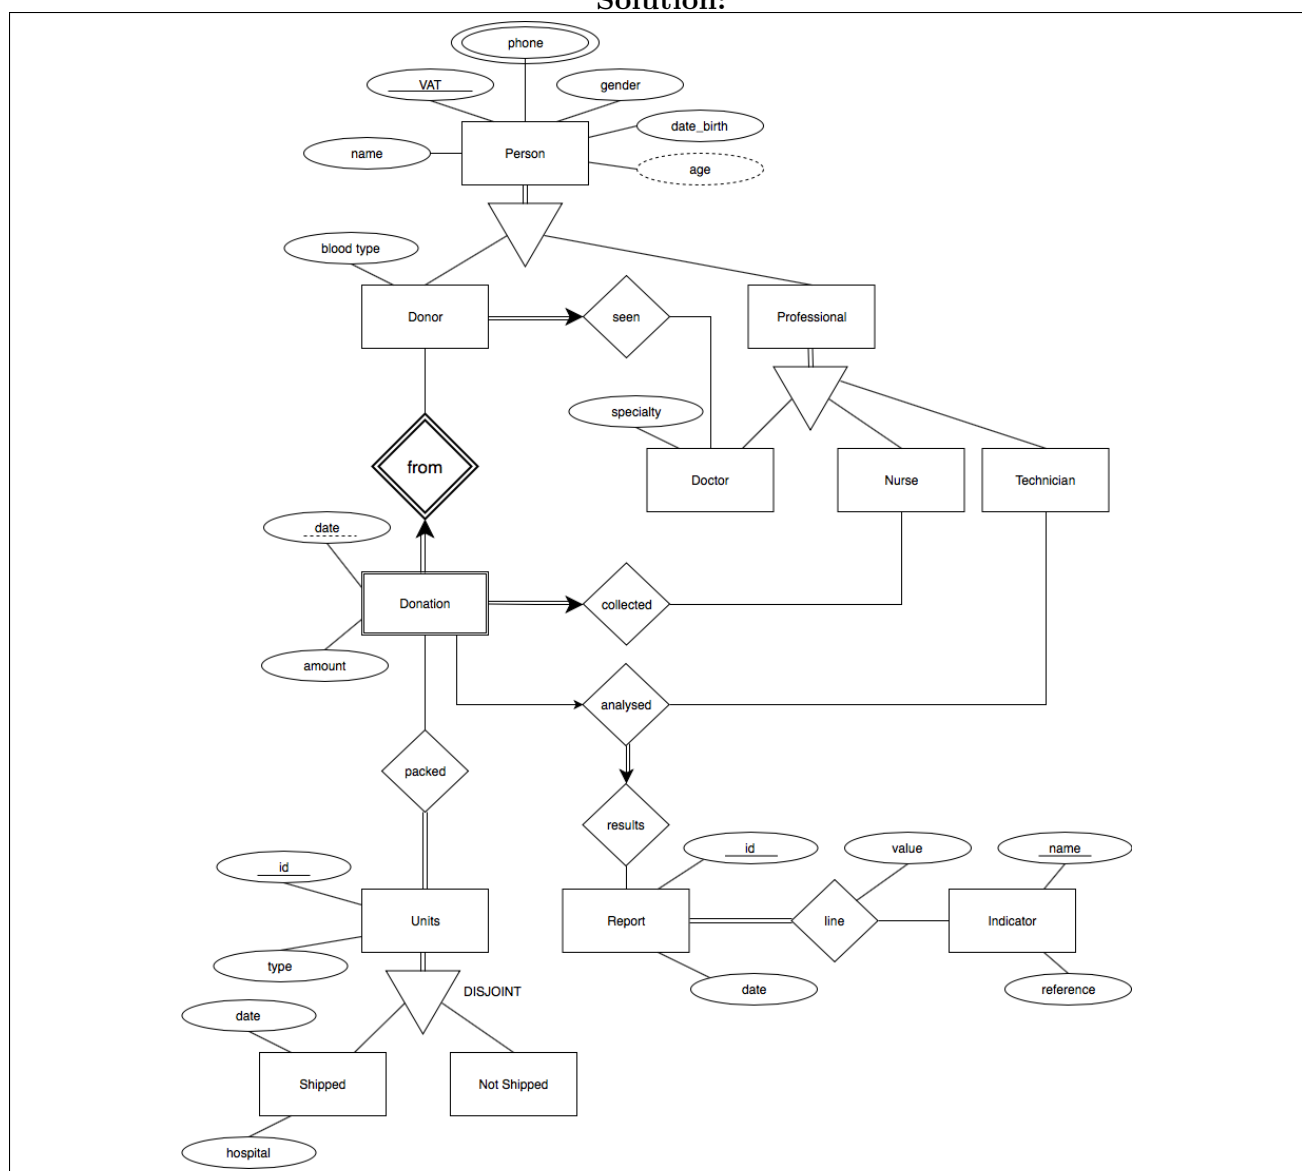 Solution:
phone
VAT
gender
date_birth
name
Person
age
blood type
Donor
seen
Professional
specialty
from
Doctor
Nurse
Technician
date
Donation
collected
amount
analysed
packed
results
id
value
name
id
Units
Report
line
Indicator
type
DISJOINT
date
reference
date
Shipped
Not Shipped
hospital